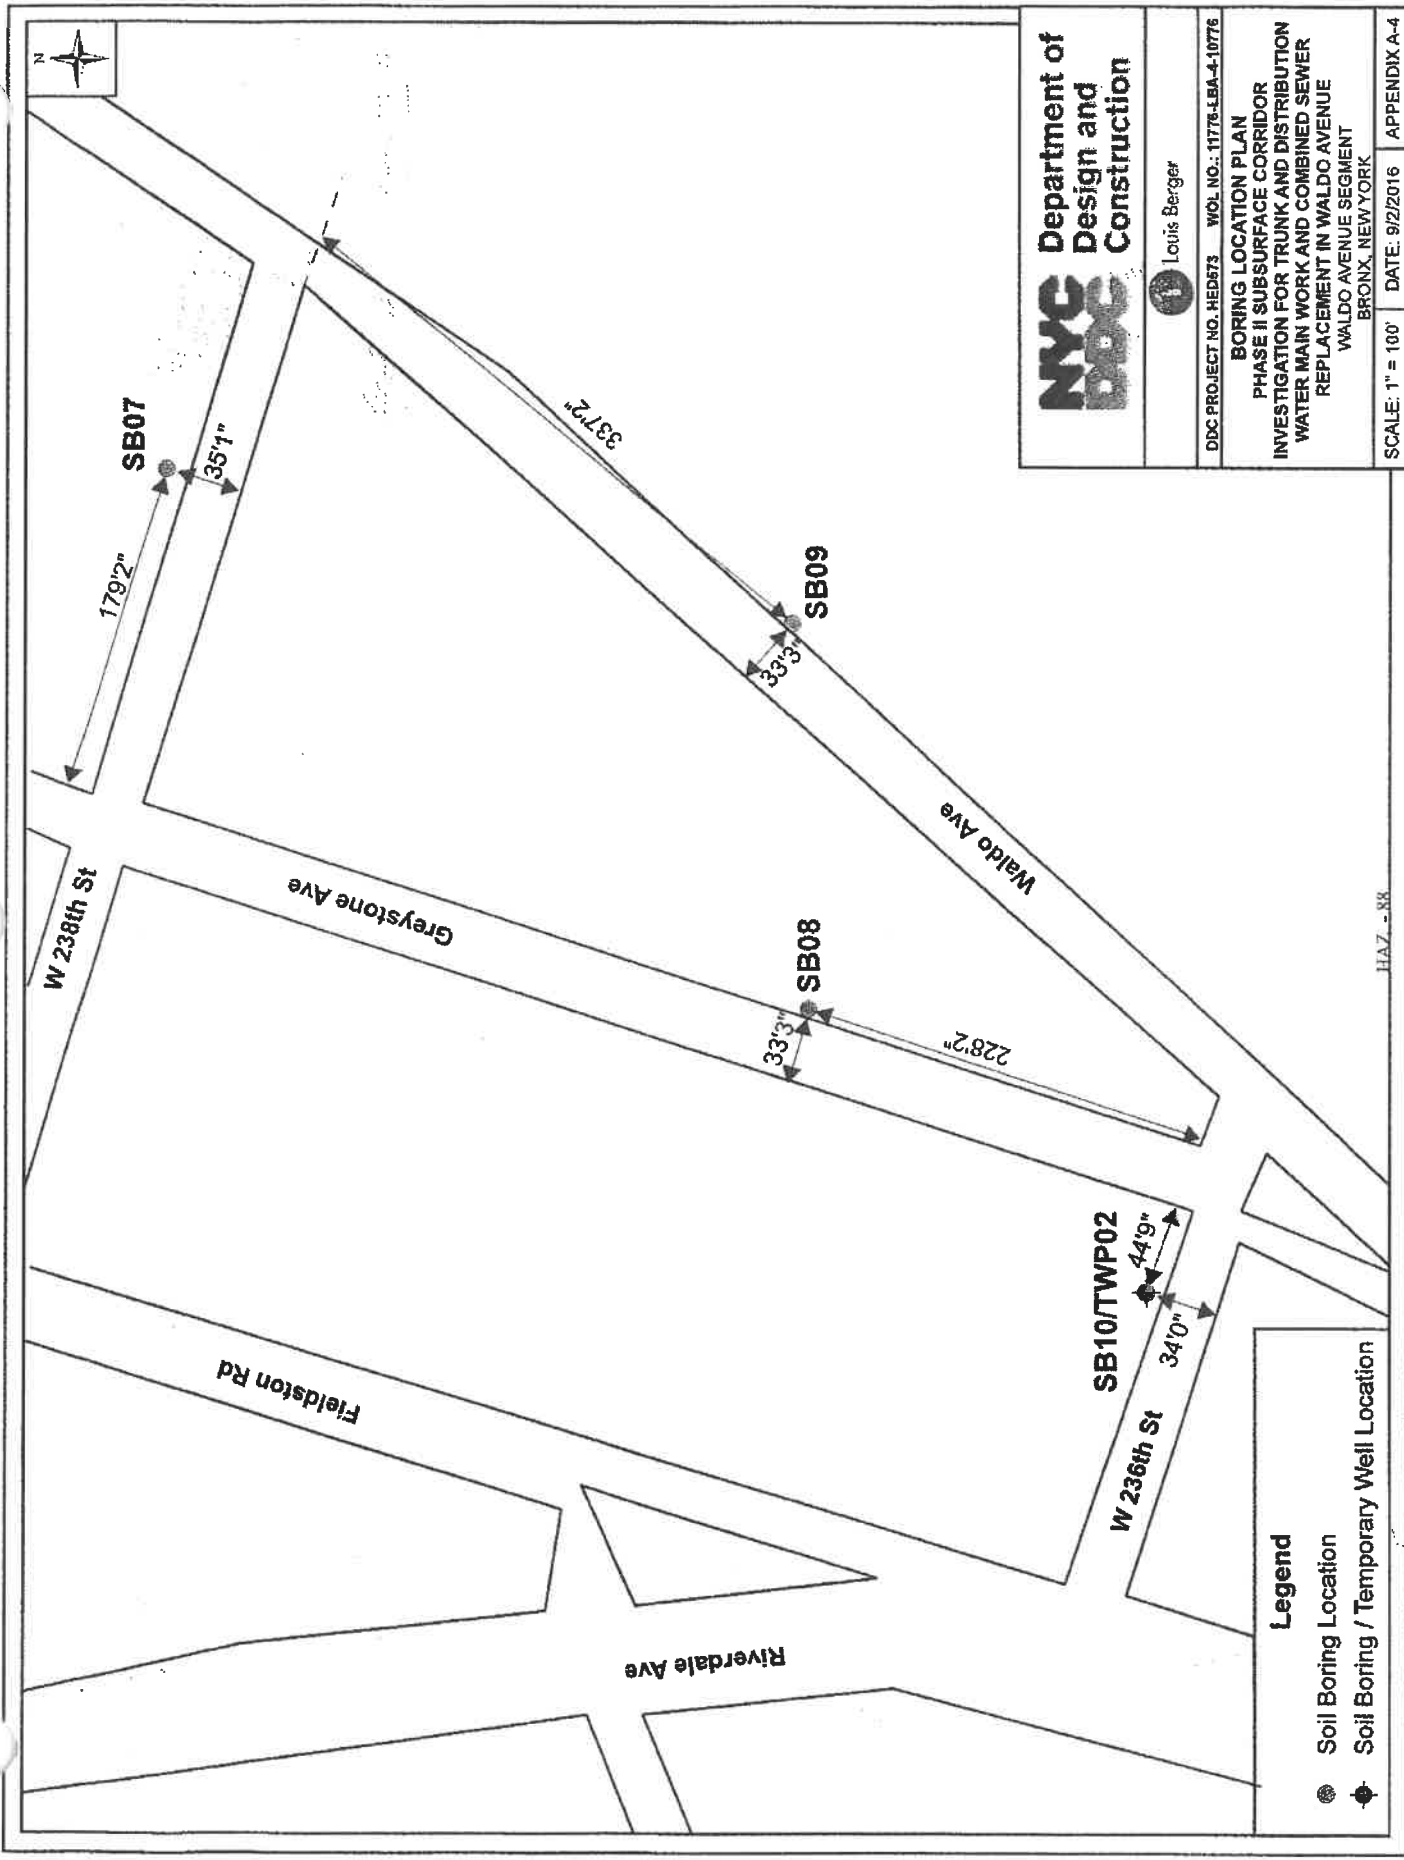 N
SB07
179'2"
35'1"
337'2"
SB09
33'3"
W 238th St
Greystone Ave
Waldo Ave
SB08
33'3"
228'2"
Fieldston Rd
SB10/TWP02
44'9"
34'0"
W 236th St
Riverdale Ave
Legend
Soil Boring Location
Soil Boring / Temporary Well Location
NYC
DDC
Department of
Design and
Construction
Louis Berger
DDC PROJECT NO. HED573 WOL NO.: 11776-LBA-4-10776
BORING LOCATION PLAN
PHASE II SUBSURFACE CORRIDOR
INVESTIGATION FOR TRUNK AND DISTRIBUTION
WATER MAIN WORK AND COMBINED SEWER
REPLACEMENT IN WALDO AVENUE
WALDO AVENUE SEGMENT
BRONX, NEW YORK
SCALE: 1" = 100' DATE: 9/2/2016 APPENDIX A-4
HAZ. - 88